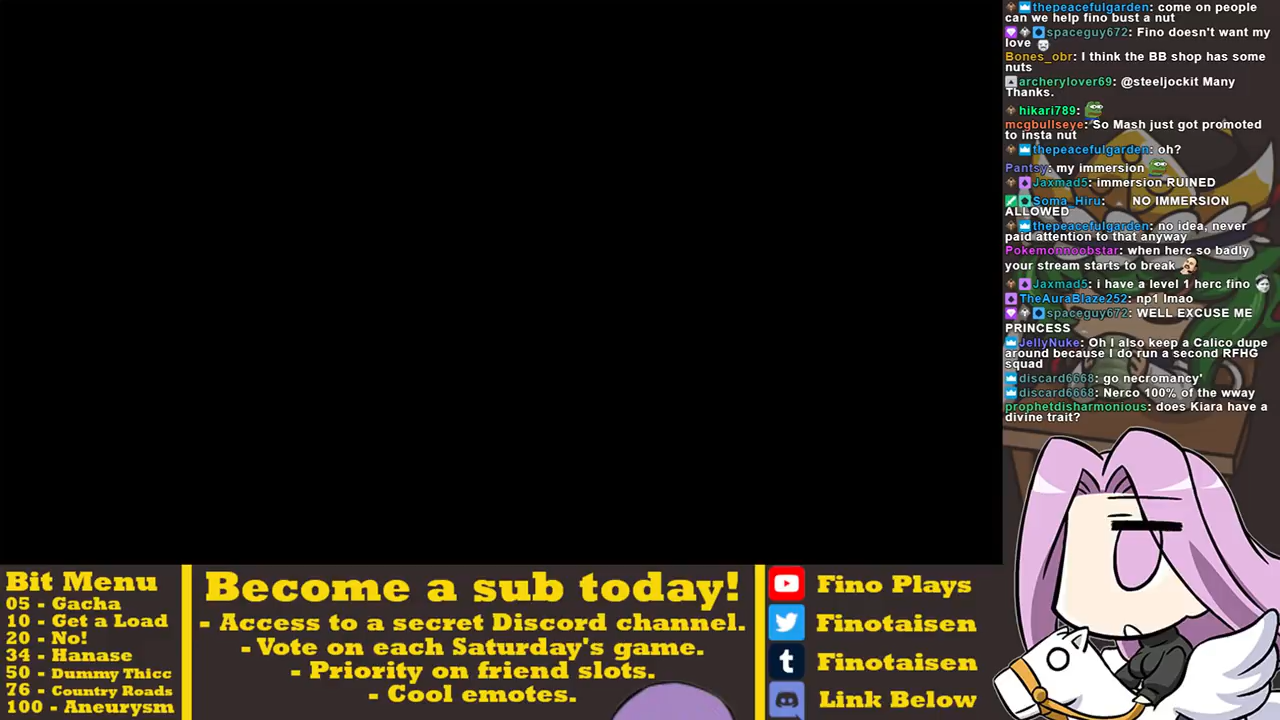 thepeacefulgarden: come on people
can we help fino bust a nut
spaceguy672: Fino doesn't want my
love
Bones_obr: I think the BB shop has some
nuts
archerylover69: @steeljockit Many
Thanks.
hikari789:
mcgbullseye: So Mash just got promoted
to insta nut
thepeacefulgarden: oh?
Pantsy: my immersion
Jaxmad5: immersion RUINED
Soma_Hiru: NO IMMERSION
ALLOWED
thepeacefulgarden: no idea, never
paid attention to that anyway
Pokemonnoobstar: when herc so badly
your stream starts to break
Jaxmad5: i have a level 1 herc fino
TheAuraBlaze252: np1 lmao
spaceguy672: WELL EXCUSE ME
PRINCESS
JellyNuke: Oh I also keep a Calico dupe
around because I do run a second RFHG
squad
discard6668: go necromancy'
discard6668: Nerco 100% of the wway
prophetdisharmonious: does Kiara have a
divine trait?
Bit Menu
05 - Gacha
10 - Get a Load
20 - No!
34 - Hanase
50 - Dummy Thicc
76 - Country Roads
100 - Aneurysm
Become a sub today!
- Access to a secret Discord channel.
- Vote on each Saturday's game.
- Priority on friend slots.
- Cool emotes.
Fino Plays
Finotaisen
Finotaisen
Link Below